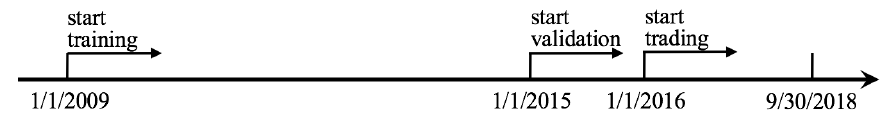 start
training
start
validation
start
trading
1/1/2009
1/1/2015
1/1/2016
9/30/2018